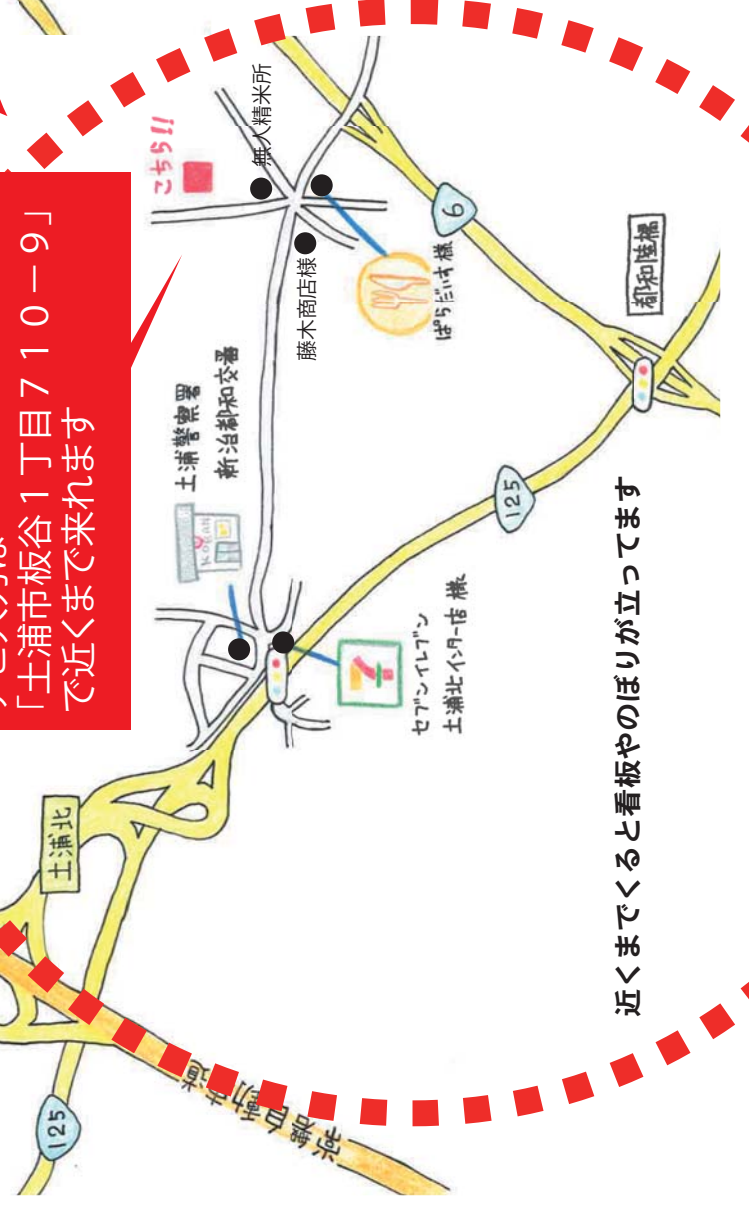 「土浦市板谷1丁目710－9」
で近くまで来れます
こちら!!
無人精米所
藤木商店様
ぱらだいす様
6
都和陸橋
土浦警察署
新治都和交番
KOBAN
125
セブンイレブン
土浦北インター店 様
土浦北
125
常磐自動車道
近くまでくると看板やのぼりが立ってます